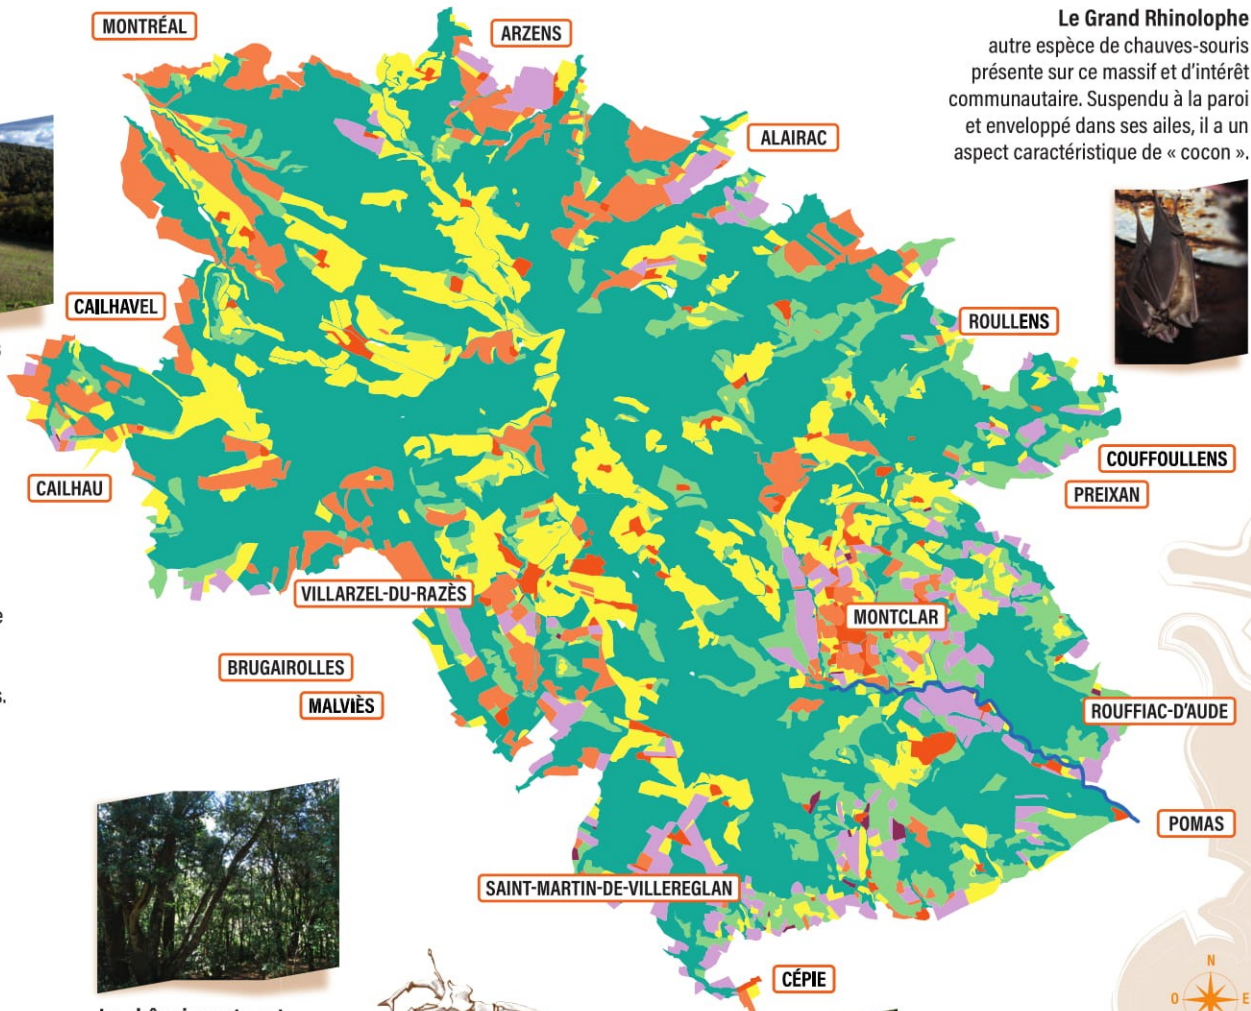 MONTRÉAL
ARZENS
Le Grand Rhinolophe
autre espèce de chauves-souris
présente sur ce massif et d'intérêt
communautaire. Suspendu à la paroi
et enveloppé dans ses ailes, il a un
aspect caractéristique de « cocon ».
ALAIRAC
CAILHAVEL
ROULLENS
CAILHAU
COUFFOULLENS
PREIXAN
VILLARZEL-DU-RAZÈS
MONTCLAR
BRUGAIROLLES
MALVIÈS
ROUFFIAC-D'AUDE
POMAS
SAINT-MARTIN-DE-VILLEREGLAN
CÉPIE
N
O E